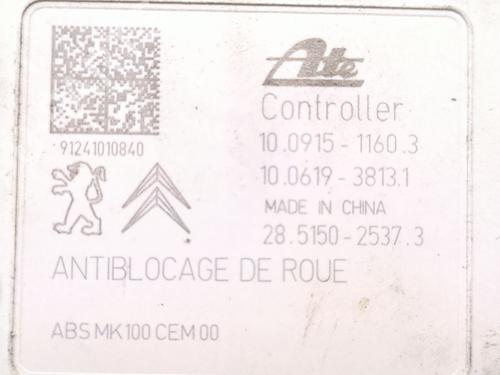 Ate
Controller
10.0915-1160.3
91241010840
10.0619-3813.1
MADE IN CHINA
28.5150-2537.3
ANTIBLOCAGE DE ROUE
ABS MK100 CEM 00